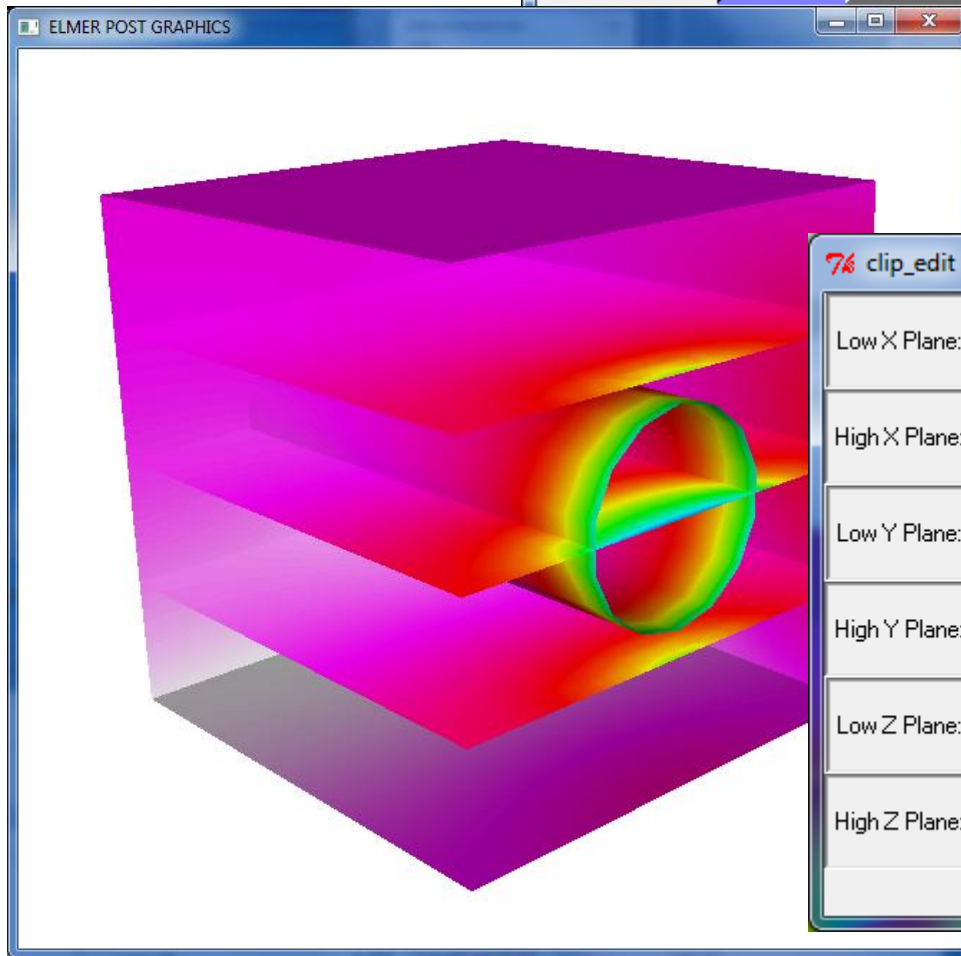 ELMER POST GRAPHICS
clip_edit
Low X Plane:
High X Plane:
Low Y Plane:
High Y Plane:
Low Z Plane:
High Z Plane: